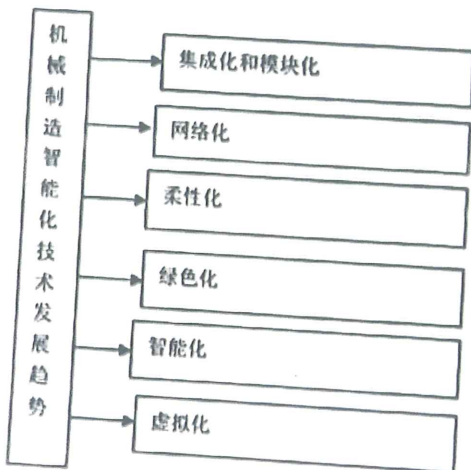 机械制造智能化技术发展趋势
集成化和模块化
网络化
柔性化
绿色化
智能化
虚拟化